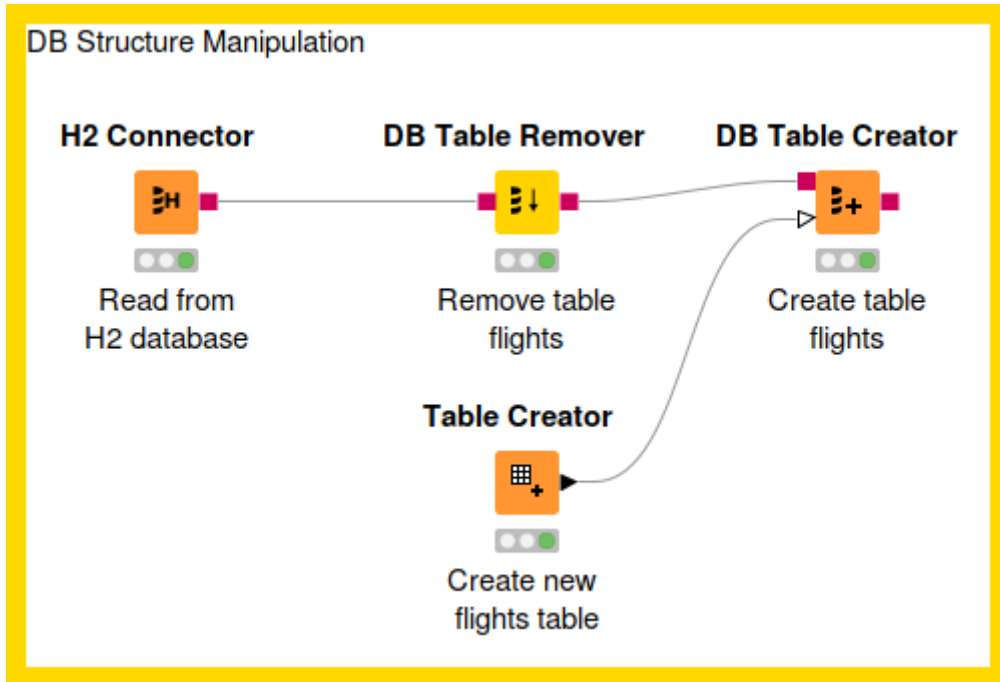 DB Structure Manipulation
H2 Connector
DB Table Remover
DB Table Creator
H
Read from
H2 database
Remove table
flights
Create table
flights
Table Creator
Create new
flights table